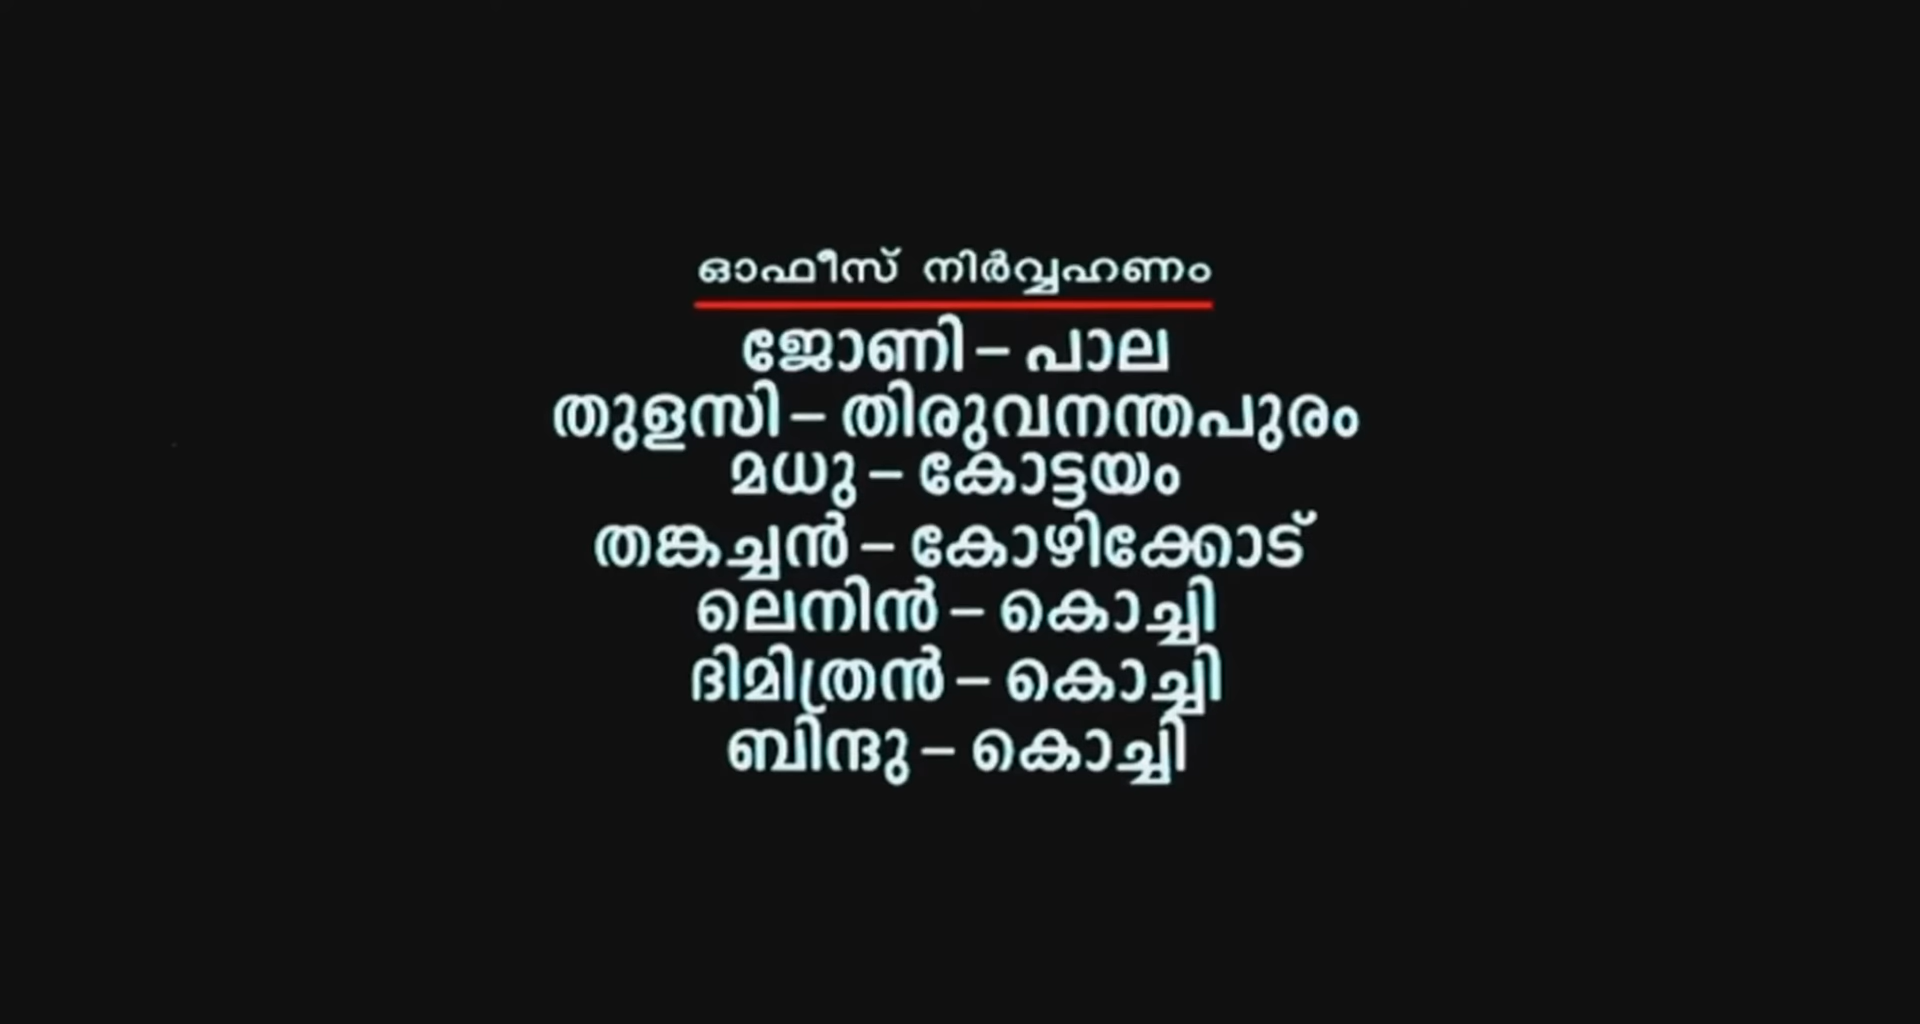 ഓഫീസ് നിർവ്വഹണം
ജോണി – പാല
തുളസി – തിരുവനന്തപുരം
മധു – കോട്ടയം
തങ്കച്ചൻ – കോഴിക്കോട്
ലെനിൻ – കൊച്ചി
ദിമിത്രൻ – കൊച്ചി
ബിന്ദു – കൊച്ചി